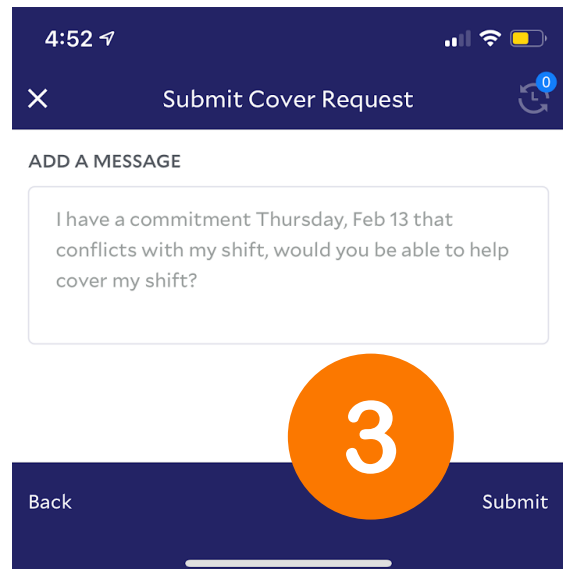 4:52
0
Submit Cover Request
ADD A MESSAGE
I have a commitment Thursday, Feb 13 that
conflicts with my shift, would you be able to help
cover my shift?
3
Back
Submit